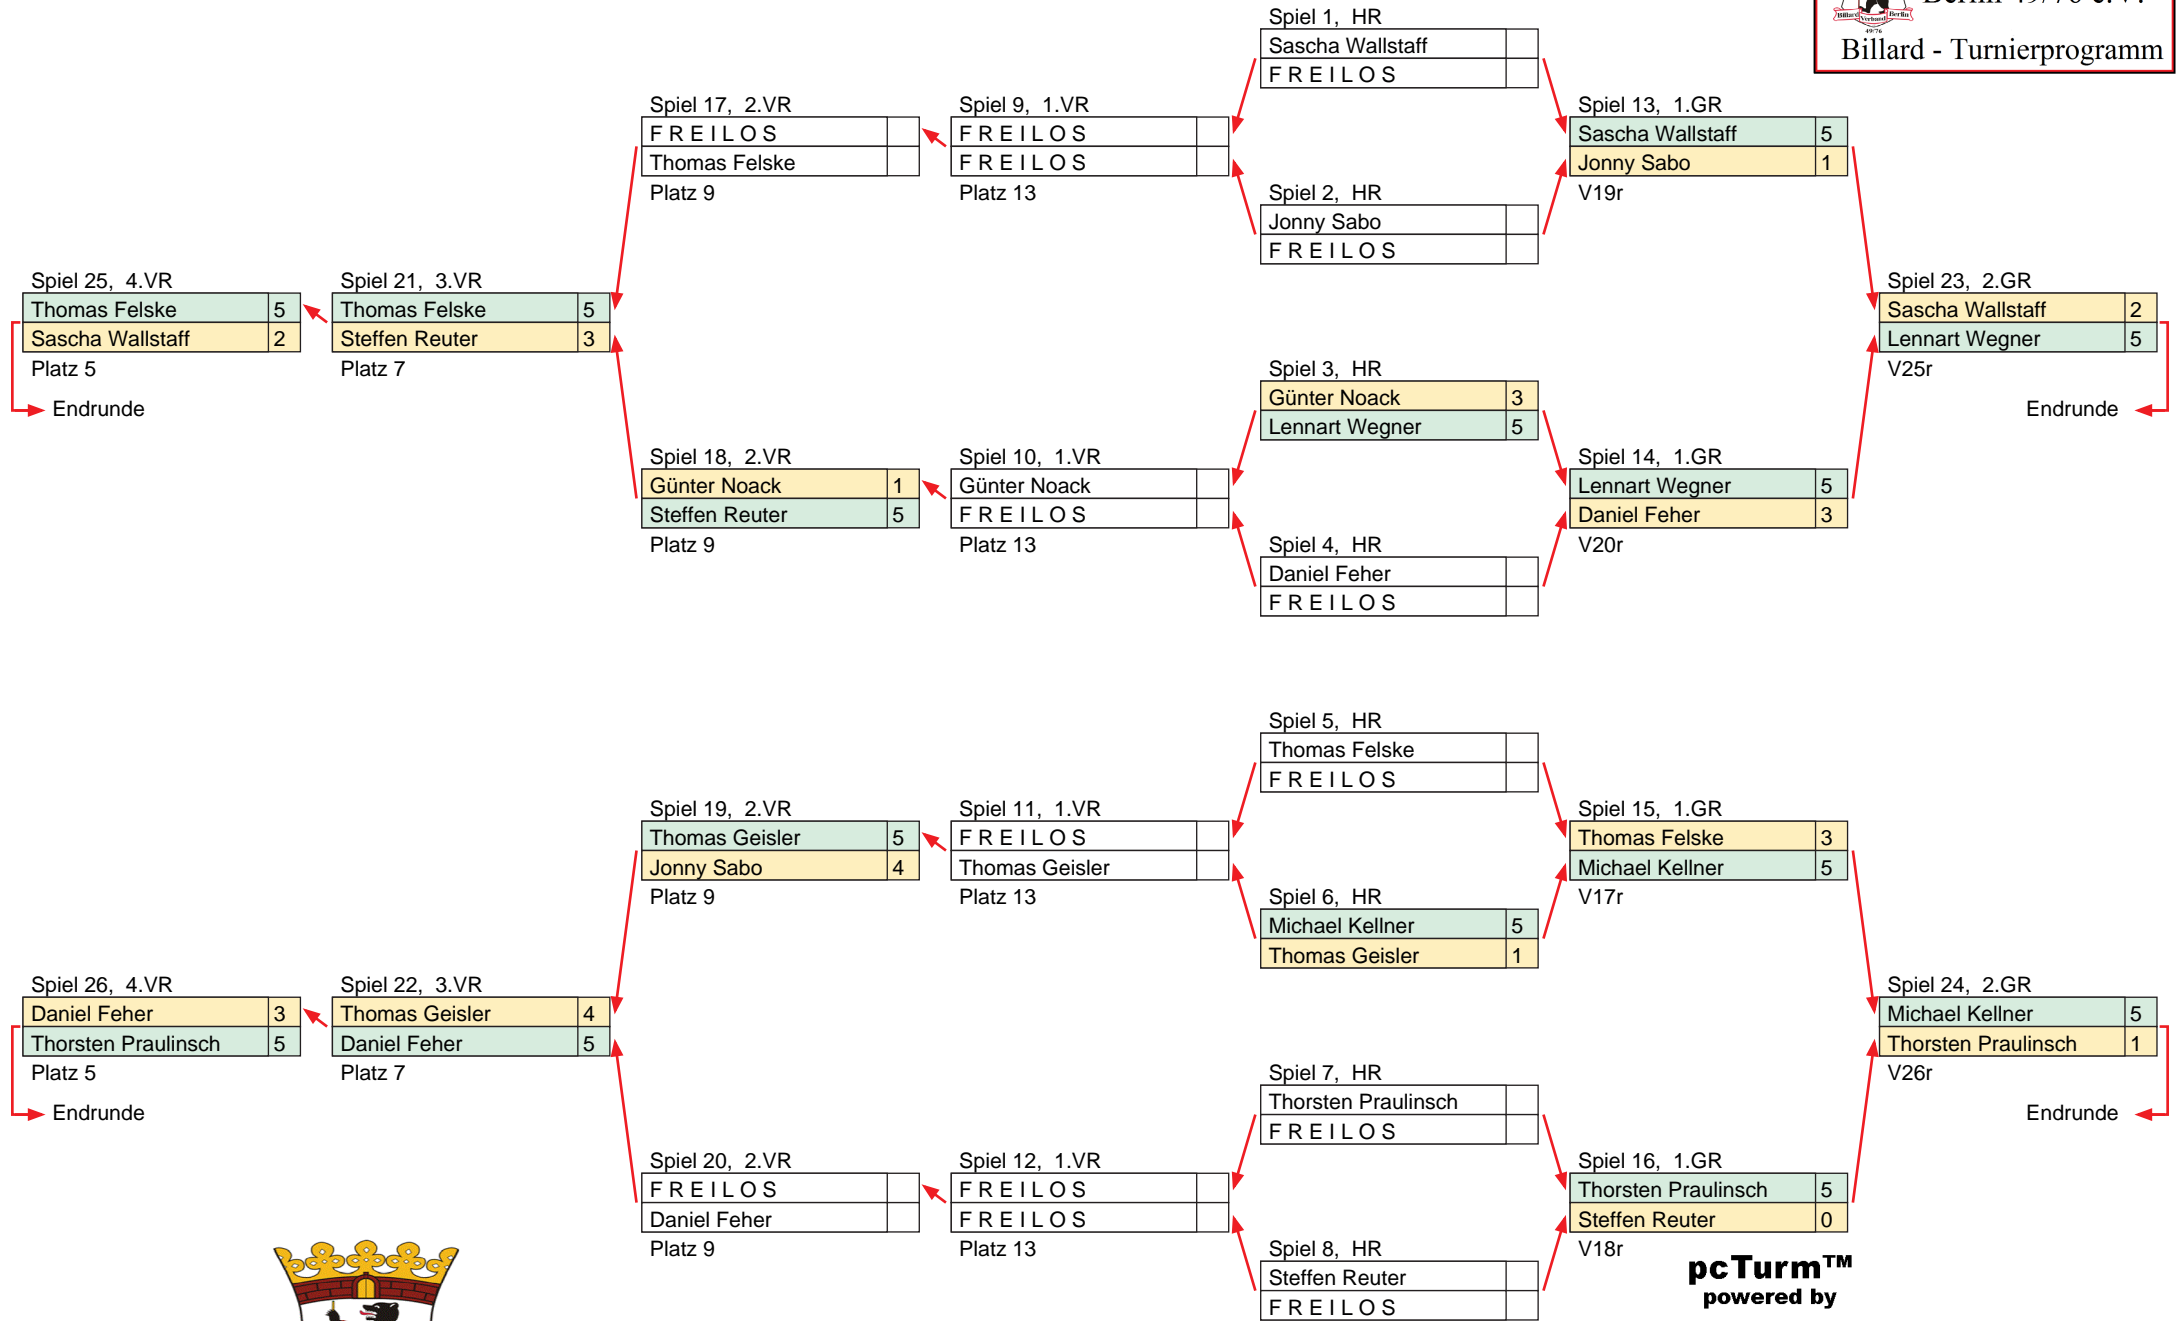 Berlin 49/76 e.V.
Billard Verband Berlin
49/76
Billard - Turnierprogramm
Spiel 1, HR
Sascha Wallstaff
F R E I L O S
Spiel 17, 2.VR
F R E I L O S
Thomas Felske
Platz 9
Spiel 9, 1.VR
F R E I L O S
F R E I L O S
Platz 13
Spiel 13, 1.GR
Sascha Wallstaff 5
Jonny Sabo 1
V19r
Spiel 2, HR
Jonny Sabo
F R E I L O S
Spiel 25, 4.VR
Thomas Felske 5
Sascha Wallstaff 2
Platz 5
Endrunde
Spiel 21, 3.VR
Thomas Felske 5
Steffen Reuter 3
Platz 7
Spiel 23, 2.GR
Sascha Wallstaff 2
Lennart Wegner 5
V25r
Endrunde
Spiel 3, HR
Günter Noack 3
Lennart Wegner 5
Spiel 18, 2.VR
Günter Noack 1
Steffen Reuter 5
Platz 9
Spiel 10, 1.VR
Günter Noack
F R E I L O S
Platz 13
Spiel 14, 1.GR
Lennart Wegner 5
Daniel Feher 3
V20r
Spiel 4, HR
Daniel Feher
F R E I L O S
Spiel 5, HR
Thomas Felske
F R E I L O S
Spiel 19, 2.VR
Thomas Geisler 5
Jonny Sabo 4
Platz 9
Spiel 11, 1.VR
F R E I L O S
Thomas Geisler
Platz 13
Spiel 15, 1.GR
Thomas Felske 3
Michael Kellner 5
V17r
Spiel 6, HR
Michael Kellner 5
Thomas Geisler 1
Spiel 26, 4.VR
Daniel Feher 3
Thorsten Praulinsch 5
Platz 5
Endrunde
Spiel 22, 3.VR
Thomas Geisler 4
Daniel Feher 5
Platz 7
Spiel 24, 2.GR
Michael Kellner 5
Thorsten Praulinsch 1
V26r
Endrunde
Spiel 7, HR
Thorsten Praulinsch
F R E I L O S
Spiel 20, 2.VR
F R E I L O S
Daniel Feher
Platz 9
Spiel 12, 1.VR
F R E I L O S
F R E I L O S
Platz 13
Spiel 16, 1.GR
Thorsten Praulinsch 5
Steffen Reuter 0
V18r
Spiel 8, HR
Steffen Reuter
F R E I L O S
pcTurm™
powered by